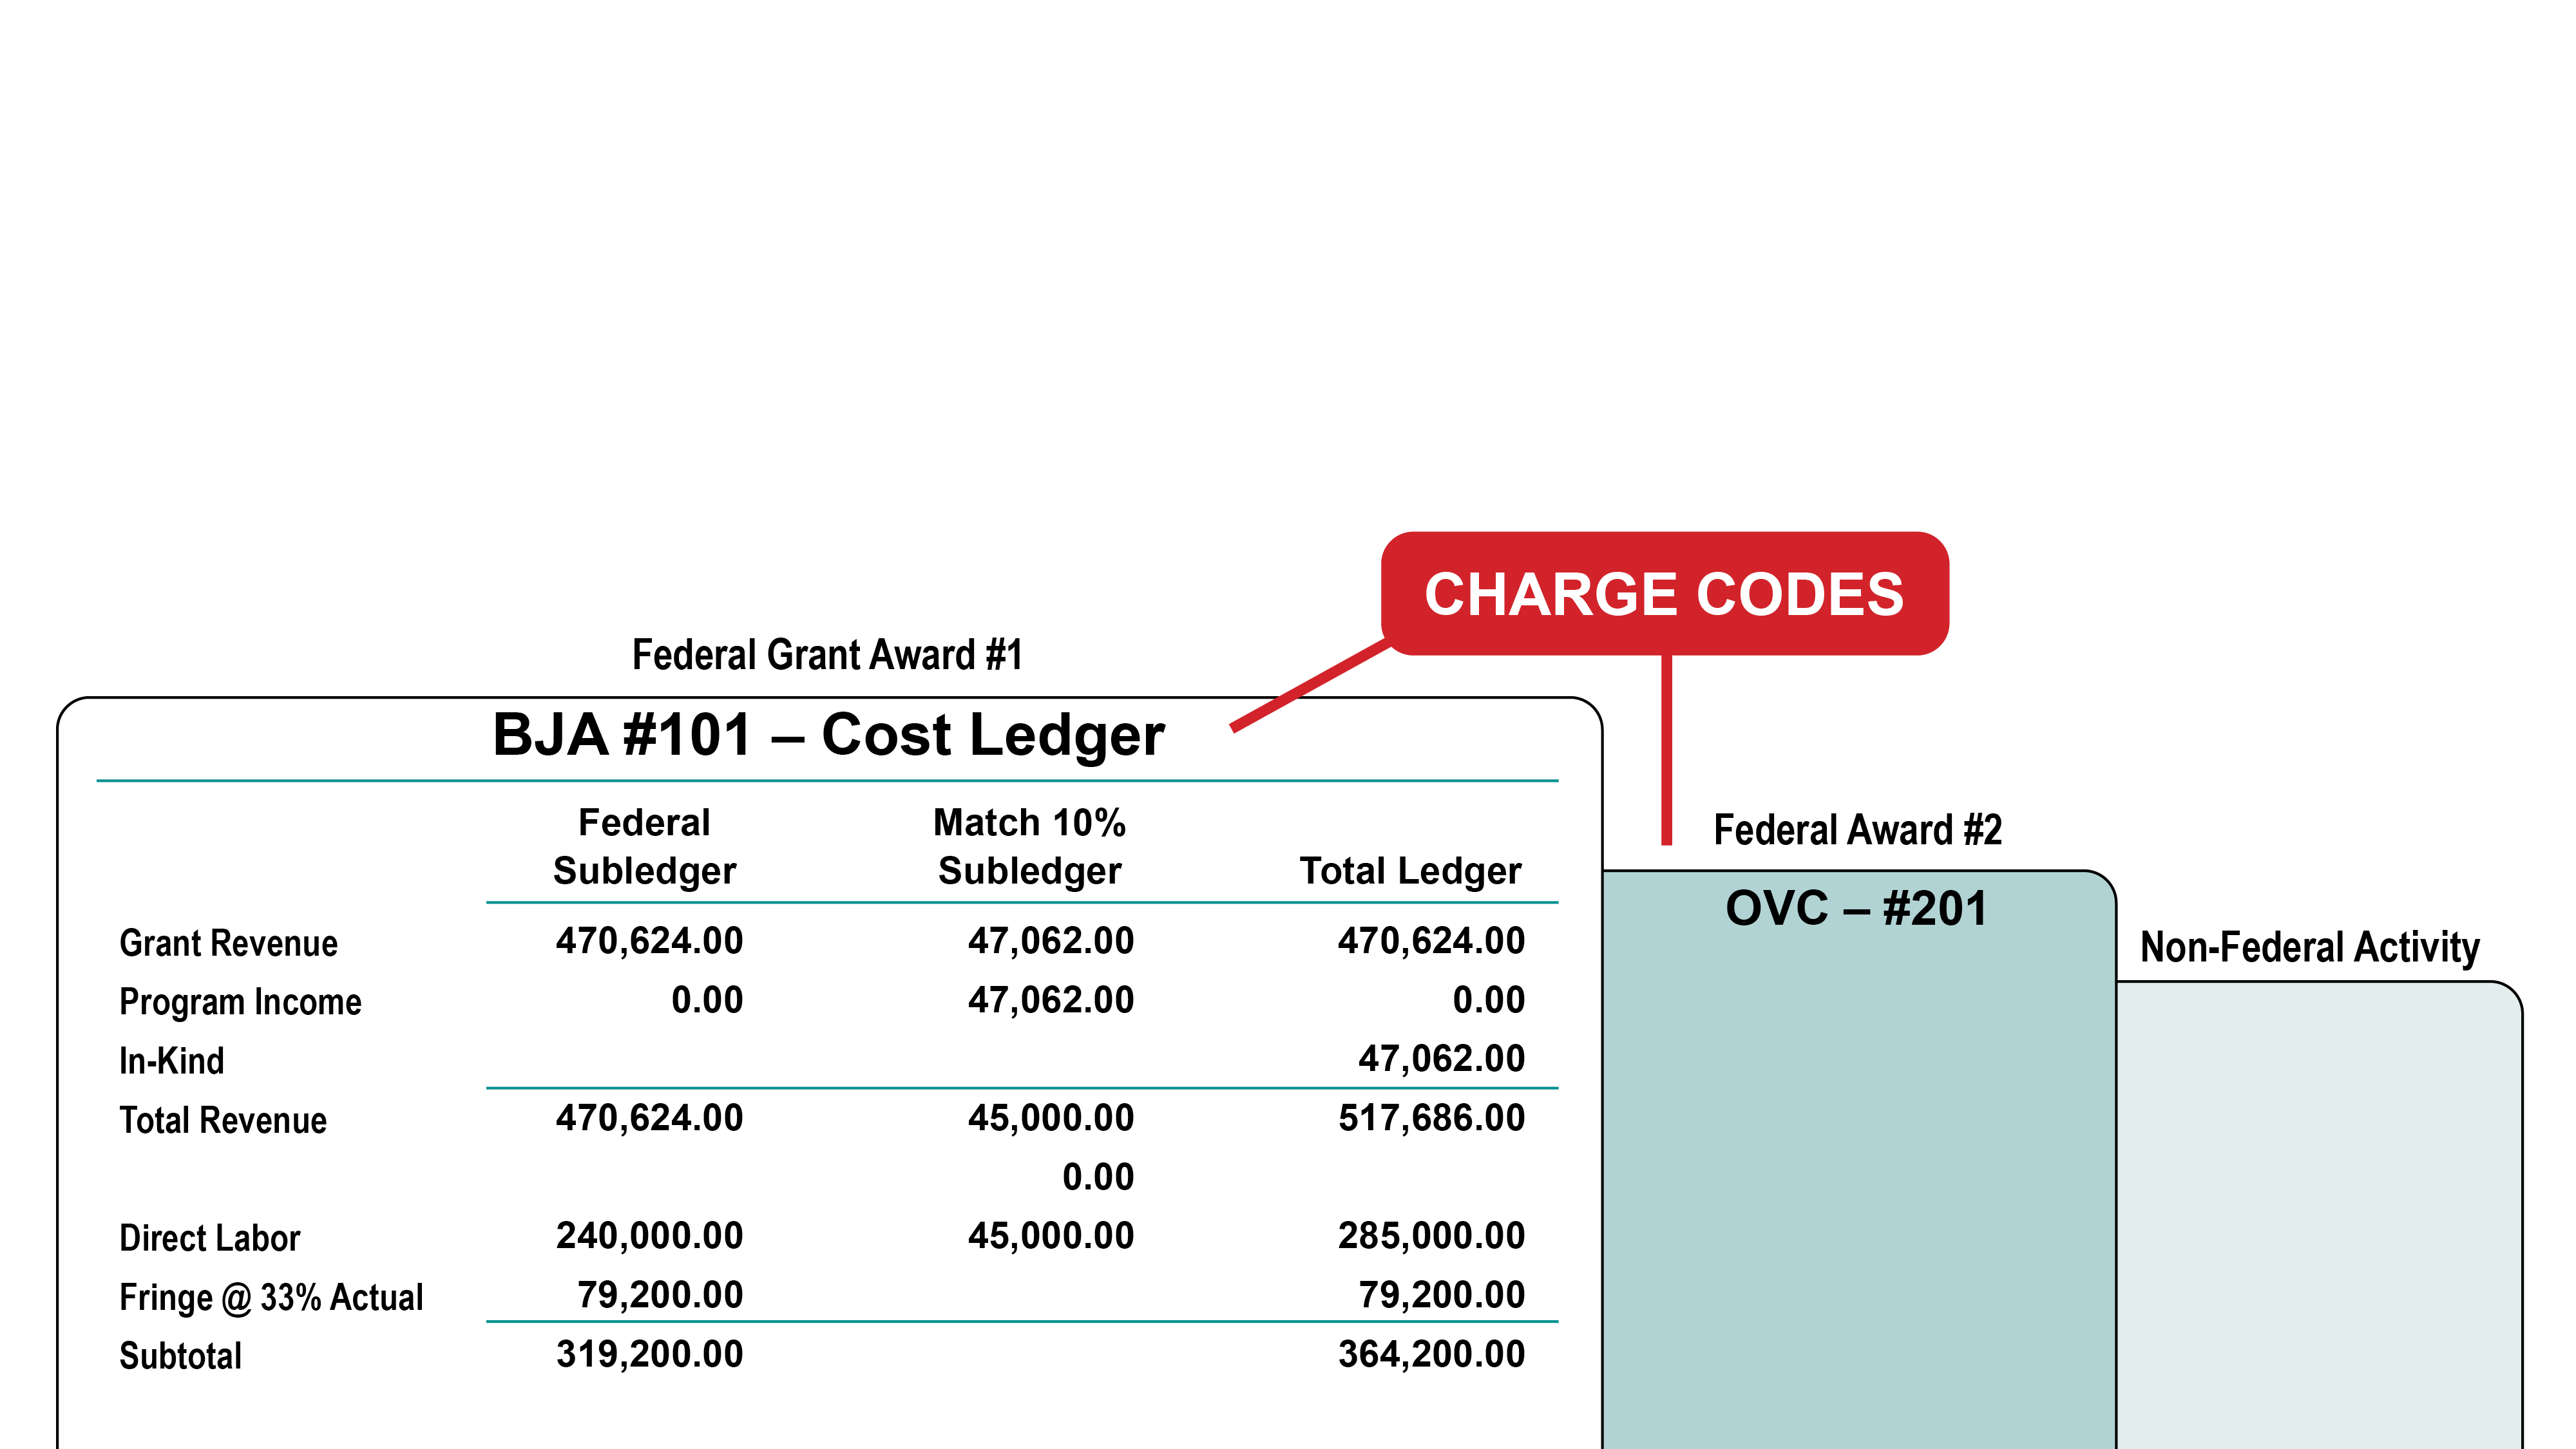 CHARGE CODES
Federal Grant Award #1
BJA #101 – Cost Ledger
Federal Subledger Match 10% Subledger Total Ledger
Grant Revenue 470,624.00 47,062.00 470,624.00
Program Income 0.00 47,062.00 0.00
In-Kind 47,062.00
Total Revenue 470,624.00 45,000.00 517,686.00
0.00
Direct Labor 240,000.00 45,000.00 285,000.00
Fringe @ 33% Actual 79,200.00 79,200.00
Subtotal 319,200.00 364,200.00
Federal Award #2
OVC – #201
Non-Federal Activity